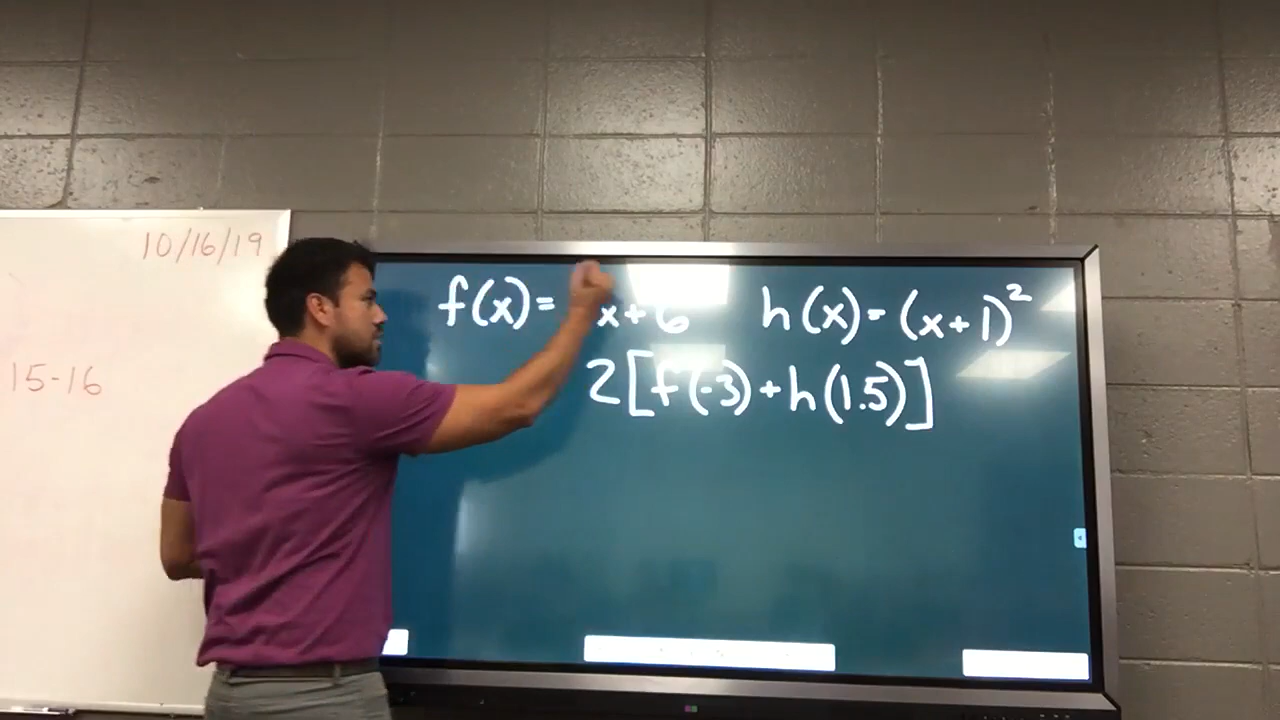 10/16/19
15-16
f(x)= x+6 h(x)=(x+1)²
2[f(-3)+h(1.5)]